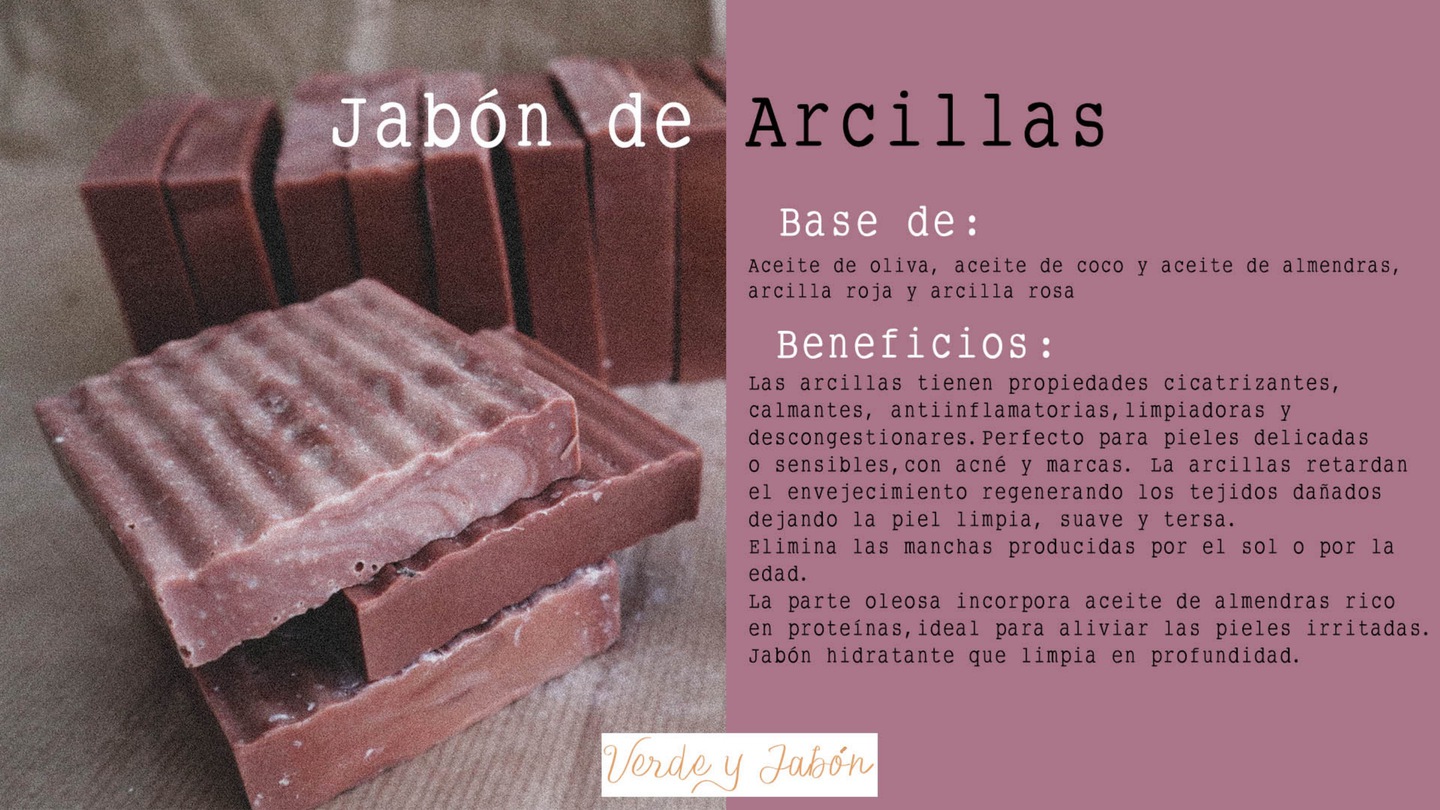 Jabón de Arcillas
Base de:
Aceite de oliva, aceite de coco y aceite de almendras,
arcilla roja y arcilla rosa
Beneficios:
Las arcillas tienen propiedades cicatrizantes,
calmantes, antiinflamatorias,limpiadoras y
descongestionares.Perfecto para pieles delicadas
o sensibles,con acné y marcas. La arcillas retardan
el envejecimiento regenerando los tejidos dañados
dejando la piel limpia, suave y tersa.
Elimina las manchas producidas por el sol o por la
edad.
La parte oleosa incorpora aceite de almendras rico
en proteínas,ideal para aliviar las pieles irritadas.
Jabón hidratante que limpia en profundidad.
Verde y Jabón